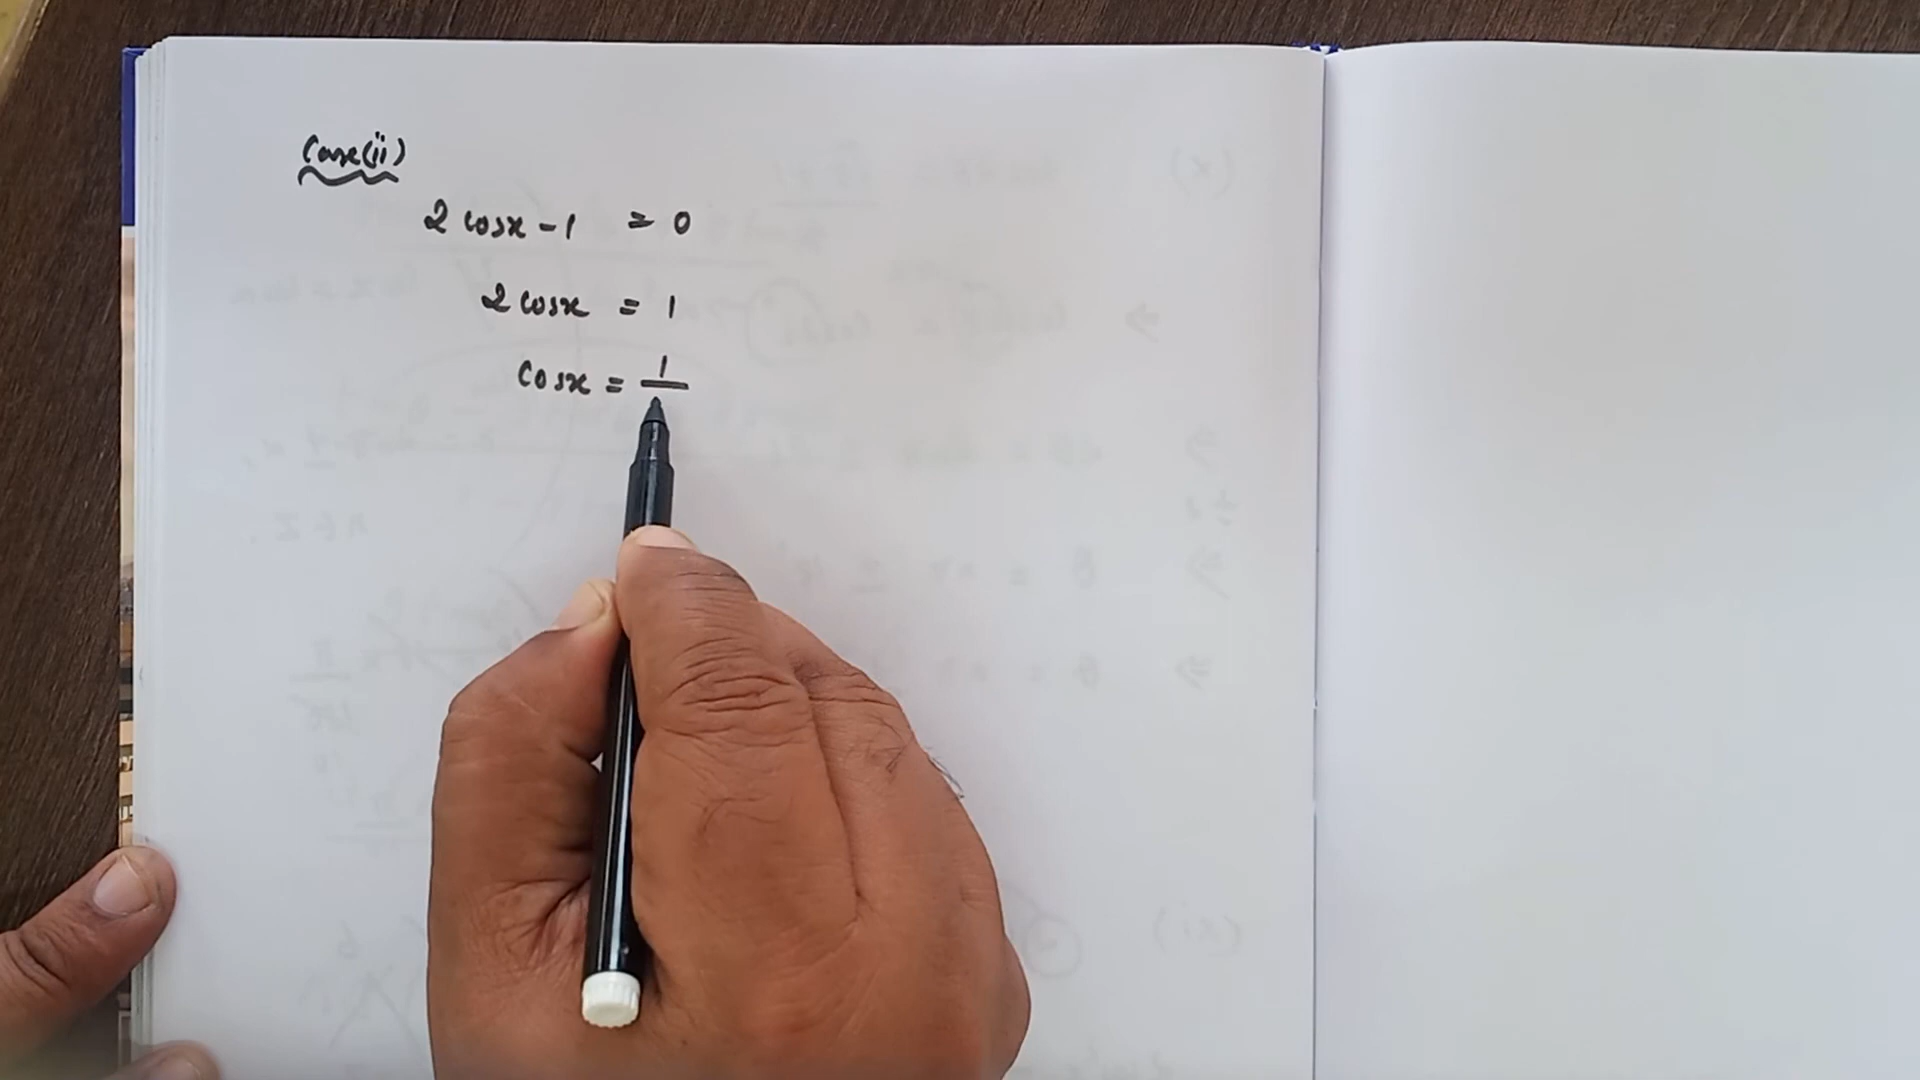 Case(ii)
2 cosx - 1 = 0
2 cosx = 1
cosx = 1/